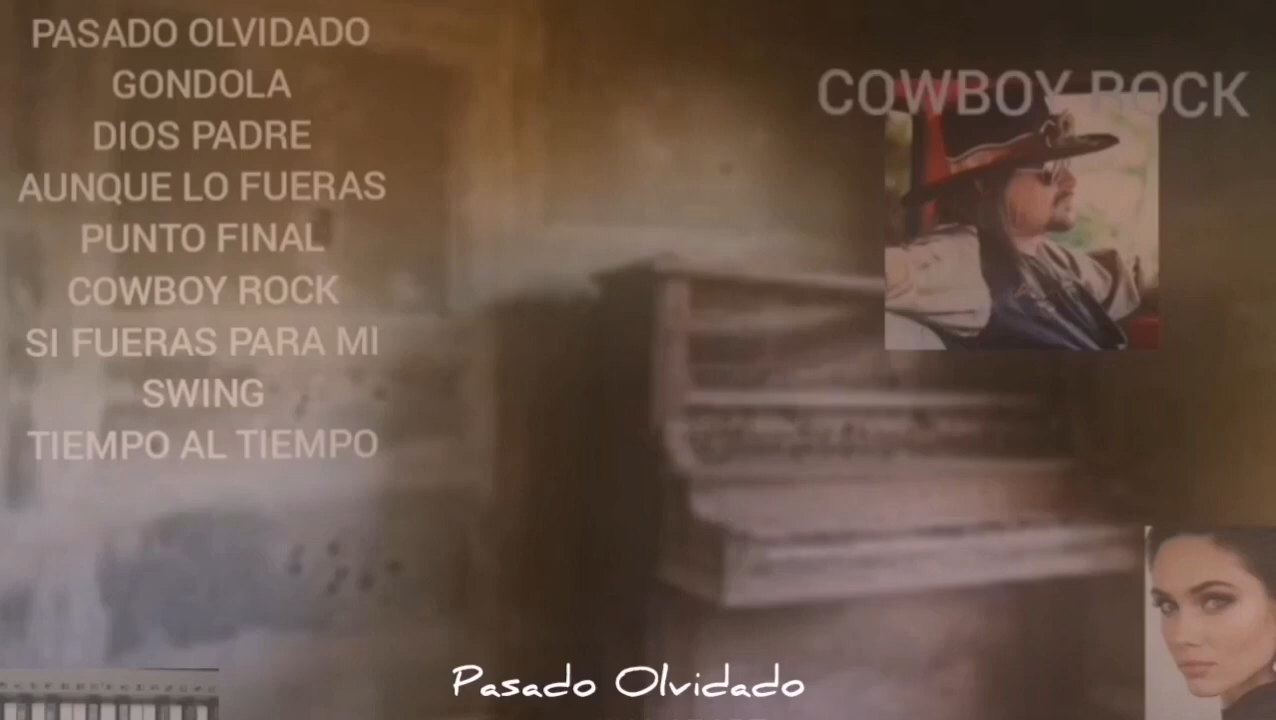 PASADO OLVIDADO
GONDOLA
DIOS PADRE
AUNQUE LO FUERAS
PUNTO FINAL
COWBOY ROCK
SI FUERAS PARA MI
SWING
TIEMPO AL TIEMPO
COWBOY ROCK
Pasado Olvidado